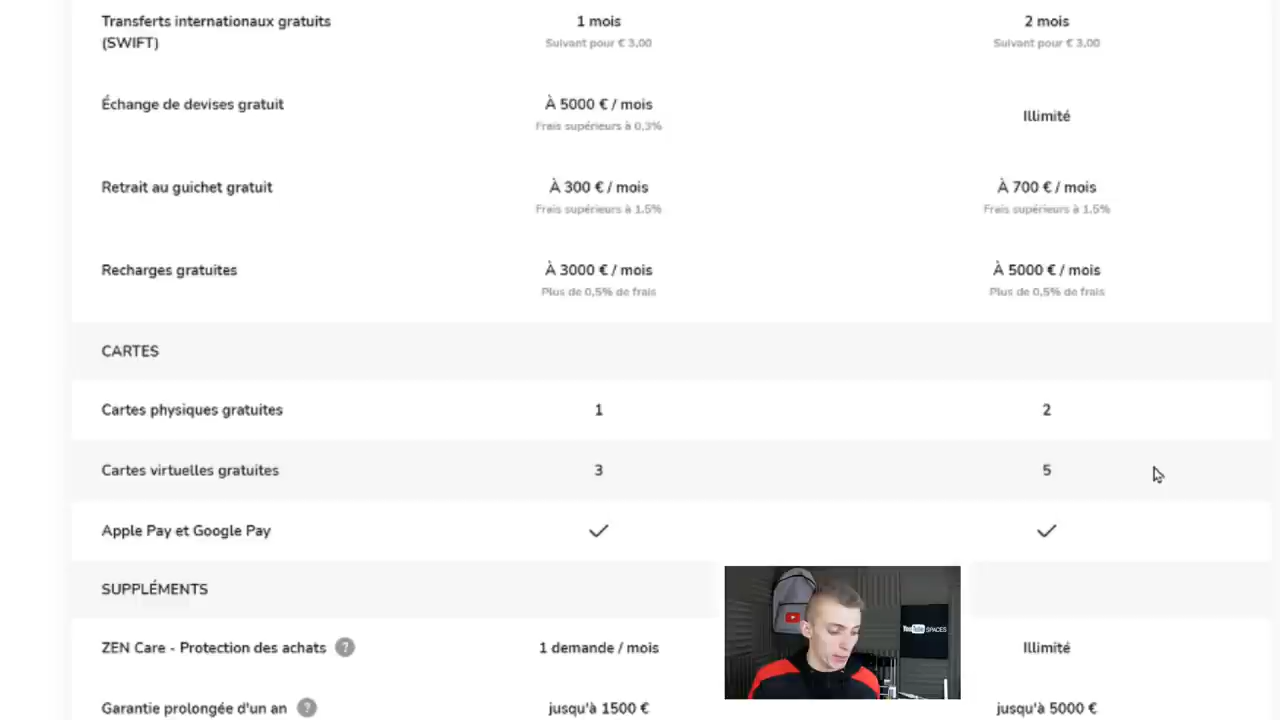 Transferts internationaux gratuits 1 mois 2 mois
(SWIFT) Suivant pour € 3,00 Suivant pour € 3,00
Échange de devises gratuit À 5000 € / mois
Frais supérieurs à 0,3% Illimité
Retrait au guichet gratuit À 300 € / mois À 700 € / mois
Frais supérieurs à 1,5% Frais supérieurs à 1,5%
Recharges gratuites À 3000 € / mois À 5000 € / mois
Plus de 0,5% de frais Plus de 0,5% de frais
CARTES
Cartes physiques gratuites 1 2
Cartes virtuelles gratuites 3 5
Apple Pay et Google Pay
SUPPLÉMENTS
YouTube SPACES
ZEN Care - Protection des achats ? 1 demande / mois Illimité
Garantie prolongée d'un an ? jusqu'à 1500 € jusqu'à 5000 €